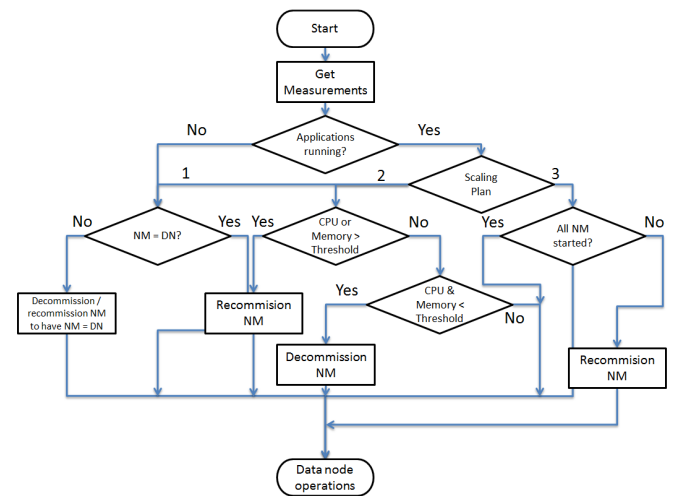 Start
Get
Measurements
No
Applications
running?
Yes
1
2
Scaling
Plan
3
No
NM = DN?
Yes
Yes
CPU or
Memory >
Threshold
No
Yes
All NM
started?
No
Decommission /
recommission NM
to have NM = DN
Recommision
NM
Yes
CPU &
Memory <
Threshold
No
Decommission
NM
Recommision
NM
Data node
operations